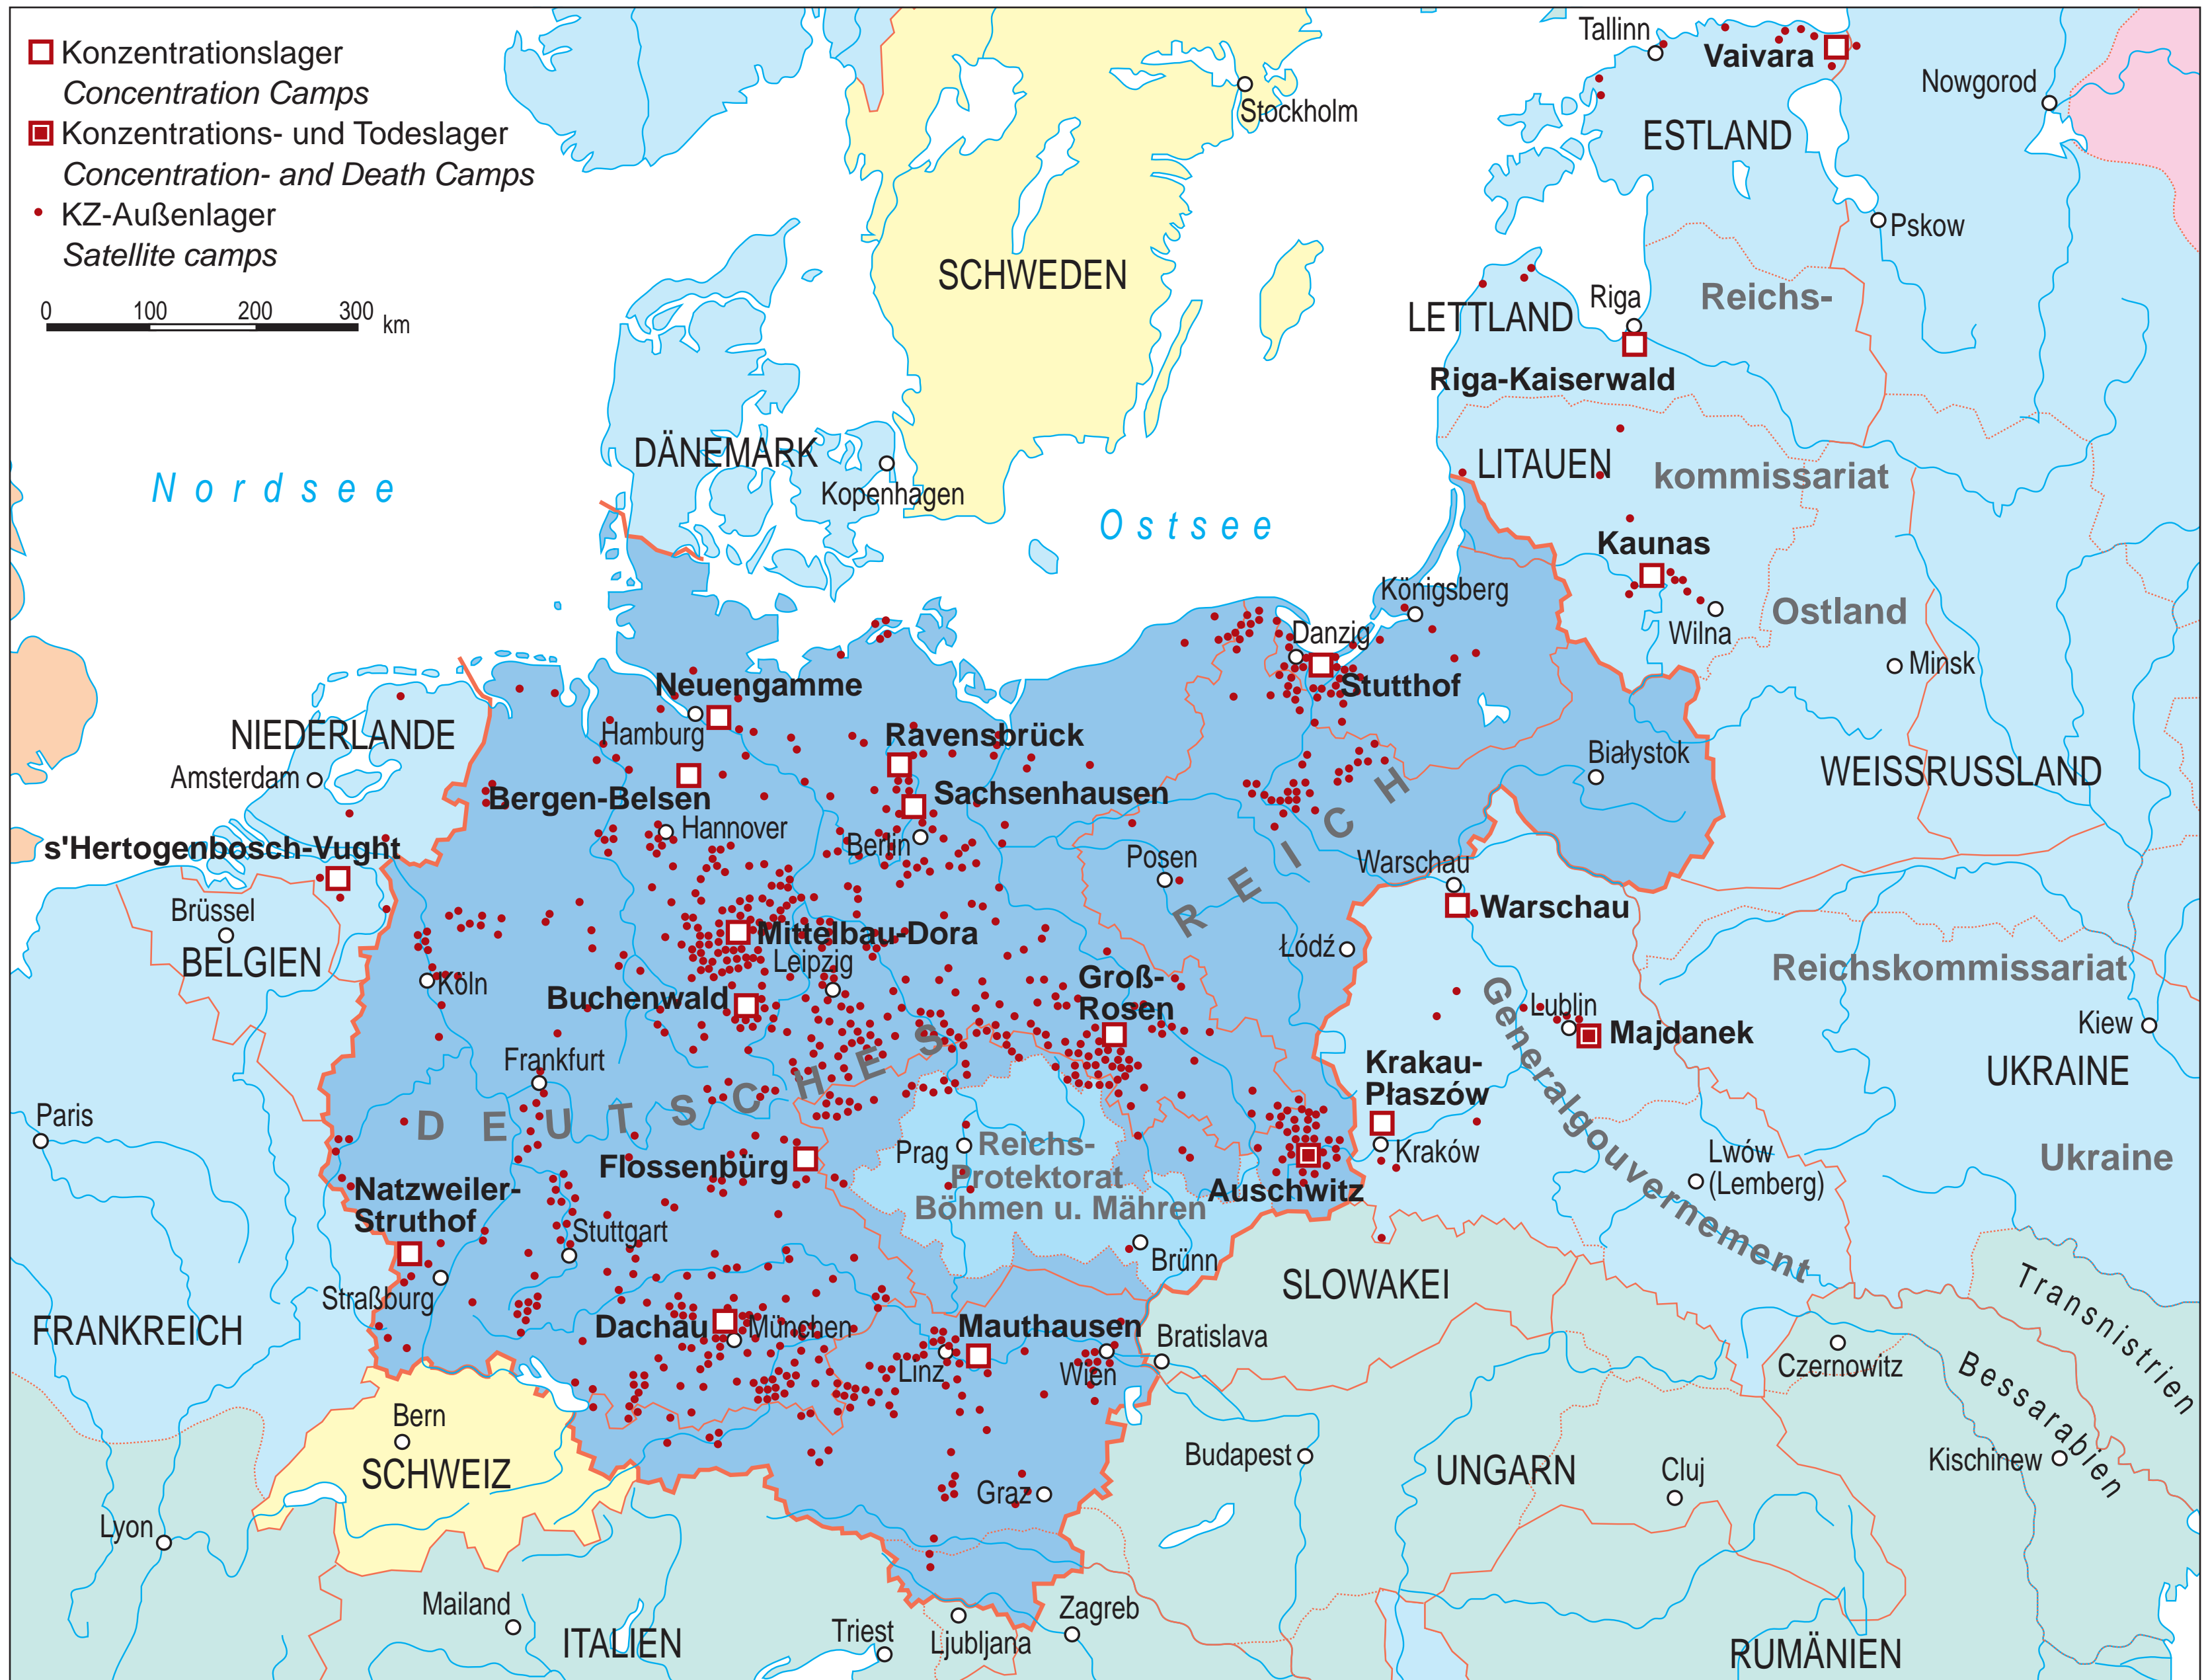 Konzentrationslager
Concentration Camps
Konzentrations- und Todeslager
Concentration- and Death Camps
KZ-Außenlager
Satellite camps
0 100 200 300 km
Tallinn
Vaivara
Nowgorod
Stockholm
ESTLAND
Pskow
SCHWEDEN
Riga
Reichs-
LETTLAND
Riga-Kaiserwald
DÄNEMARK
LITAUEN
kommissariat
Nordsee
Kopenhagen
Ostsee
Kaunas
Königsberg
Ostland
Wilna
Danzig
Minsk
Stutthof
Neuengamme
Hamburg
NIEDERLANDE
Ravensbrück
Białystok
Amsterdam
WEISSRUSSLAND
Bergen-Belsen
Sachsenhausen
Hannover
Berlin
s'Hertogenbosch-Vught
Posen
Warschau
Brüssel
Warschau
BELGIEN
Mittelbau-Dora
Łódź
Leipzig
Reichskommissariat
Köln
Groß-
Rosen
Buchenwald
Lublin
Majdanek
Kiew
Generalgouvernement
Frankfurt
Krakau-
Płaszów
UKRAINE
Paris
DEUTSCHES REICH
Prag
Reichs-
Protektorat
Böhmen u. Mähren
Kraków
Lwów
(Lemberg)
Ukraine
Flossenbürg
Auschwitz
Natzweiler-
Struthof
Stuttgart
Brünn
Straßburg
SLOWAKEI
Transnistrien
FRANKREICH
Dachau
München
Mauthausen
Bratislava
Linz
Wien
Czernowitz
Bessarabien
Bern
SCHWEIZ
Budapest
UNGARN
Cluj
Kischinew
Graz
Lyon
Mailand
ITALIEN
Triest
Ljubljana
Zagreb
RUMÄNIEN